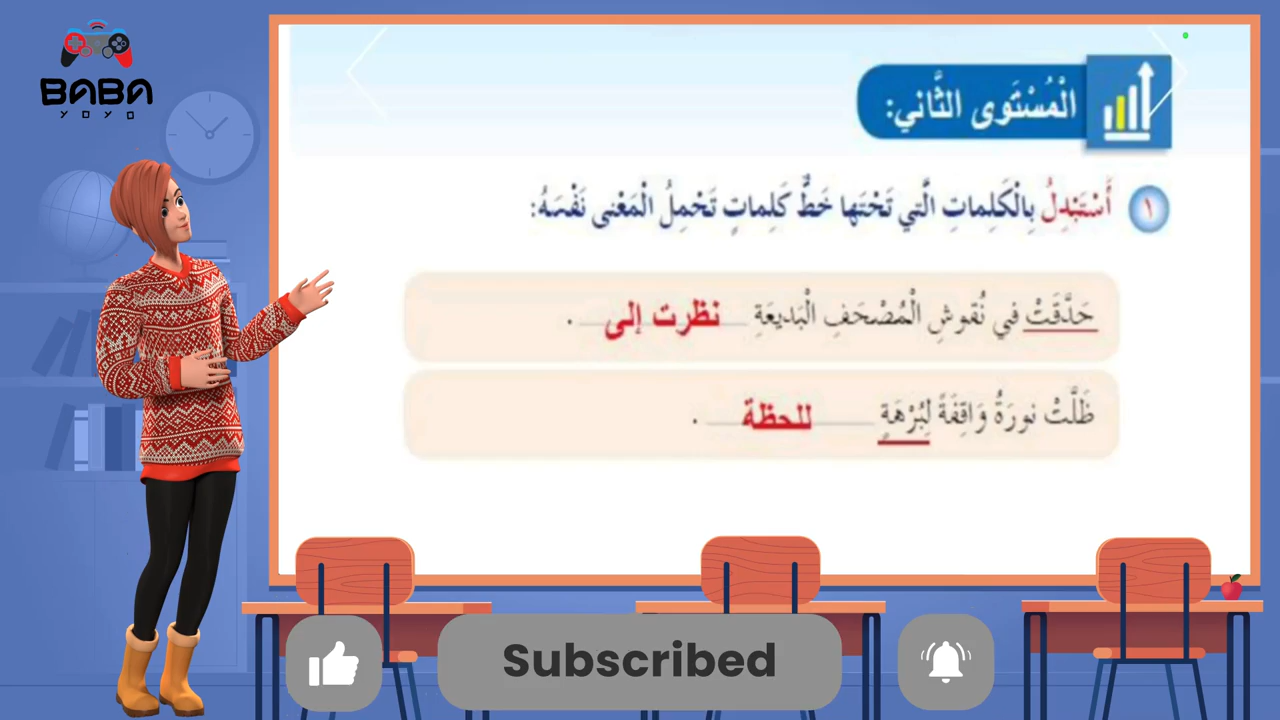 BABA
YOYO
الْمُسْتَوى الثَّاني:
١ أَسْتَبْدِلُ بِالْكَلِماتِ الَّتي تَحْتَها خَطٌّ كَلِماتٍ تَحْمِلُ الْمَعْنى نَفْسَهُ:
حَدَّقَتْ في نُقوشِ الْمُصْحَفِ الْبَديعَةِ نظرت إلى .
ظَلَّتْ نورَةُ وَاقِفَةً لِبُرْهَةٍ للحظة .
Subscribed